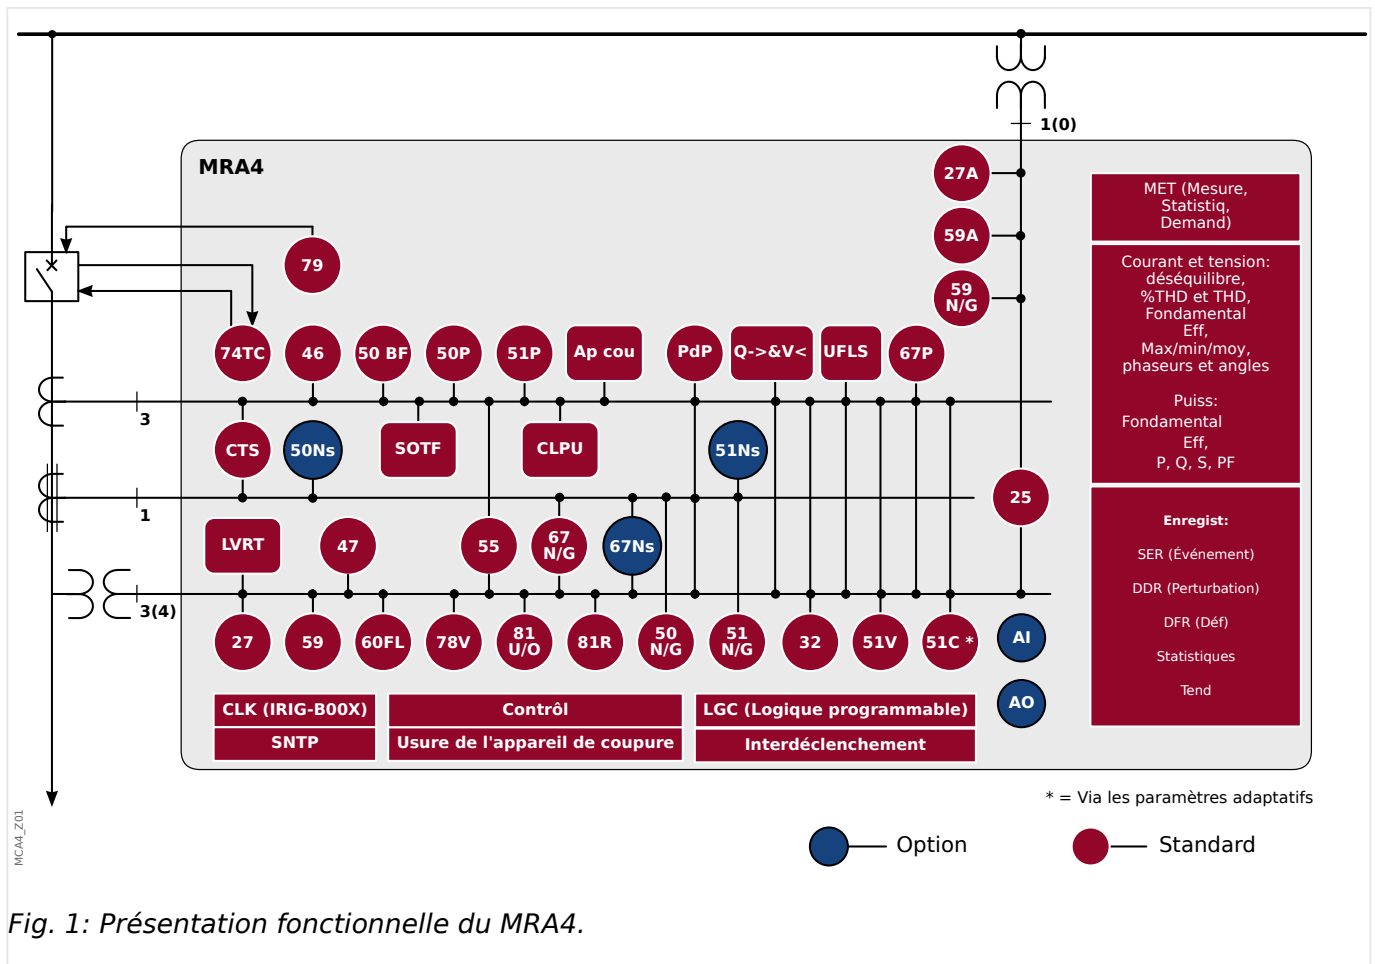 1(0)
MRA4
27A
59A
59
N/G
79
74TC
46
50 BF
50P
51P
Ap cou
PdP
Q->&V<
UFLS
67P
3
CTS
50Ns
SOTF
CLPU
51Ns
25
1
LVRT
47
55
67
N/G
67Ns
3(4)
27
59
60FL
78V
81
U/O
81R
50
N/G
51
N/G
32
51V
51C *
AI
AO
CLK (IRIG-B00X)
SNTP
Contrôl
Usure de l'appareil de coupure
LGC (Logique programmable)
Interdéclenchement
MET (Mesure,
Statistiq,
Demand)
Courant et tension:
déséquilibre,
%THD et THD,
Fondamental
Eff,
Max/min/moy,
phaseurs et angles
Puiss:
Fondamental
Eff,
P, Q, S, PF
Enregist:
SER (Événement)
DDR (Perturbation)
DFR (Déf)
Statistiques
Tend
* = Via les paramètres adaptatifs
Option
Standard
MCA4_Z01
Fig. 1: Présentation fonctionnelle du MRA4.